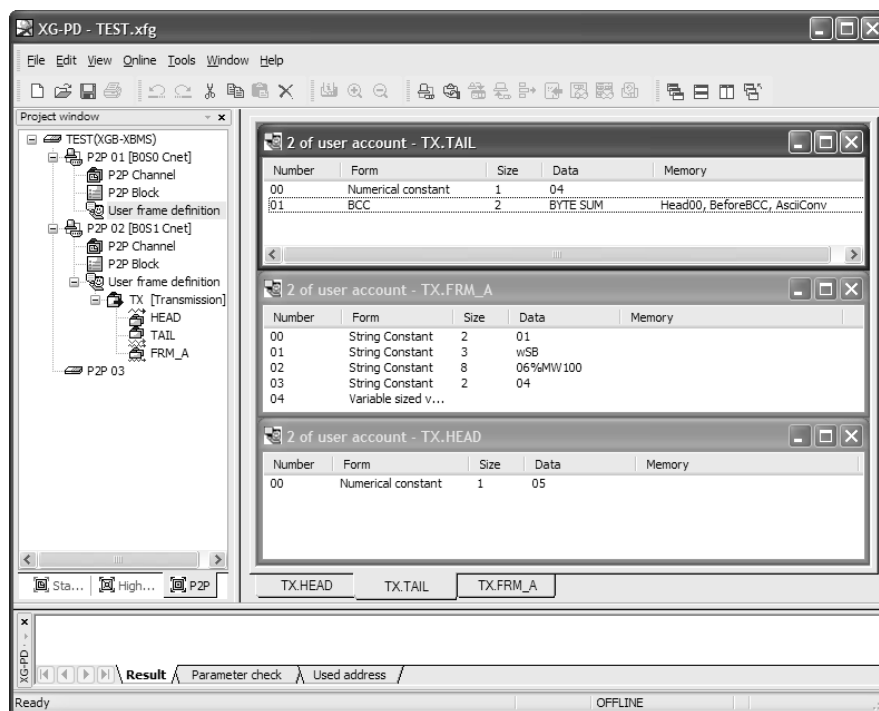 XG-PD - TEST.xfg
File Edit View Online Tools Window Help
Project window
TEST(XGB-XBMS)
P2P 01 [B0S0 Cnet]
P2P Channel
P2P Block
User frame definition
P2P 02 [B0S1 Cnet]
P2P Channel
P2P Block
User frame definition
TX [Transmission]
HEAD
TAIL
FRM_A
P2P 03
Sta... High... P2P
2 of user account - TX.TAIL
Number Form Size Data Memory
00 Numerical constant 1 04
01 BCC 2 BYTE SUM Head00, BeforeBCC, AsciiConv
2 of user account - TX.FRM_A
Number Form Size Data Memory
00 String Constant 2 01
01 String Constant 3 wSB
02 String Constant 8 06%MW100
03 String Constant 2 04
04 Variable sized v...
2 of user account - TX.HEAD
Number Form Size Data Memory
00 Numerical constant 1 05
TX.HEAD TX.TAIL TX.FRM_A
XG-PD -
Result Parameter check Used address
Ready OFFLINE